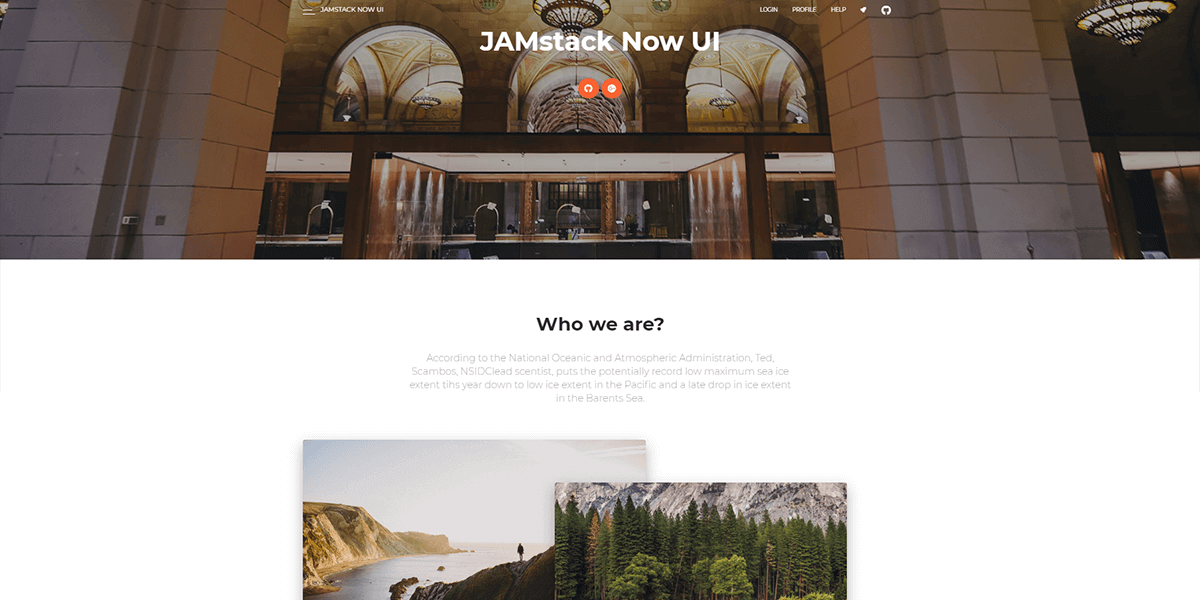 JAMSTACK NOW UI LOGIN PROFILE HELP
JAMstack Now UI
Who we are?
According to the National Oceanic and Atmospheric Administration, Ted,
Scambos, NSIDClead scentist, puts the potentially record low maximum sea ice
extent tihs year down to low ice extent in the Pacific and a late drop in ice extent
in the Barents Sea.